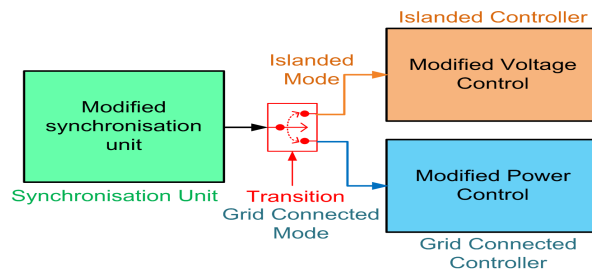 Islanded Controller
Islanded
Mode
Modified Voltage
Control
Modified
synchronisation
unit
Synchronisation Unit
Transition
Grid Connected
Mode
Modified Power
Control
Grid Connected
Controller